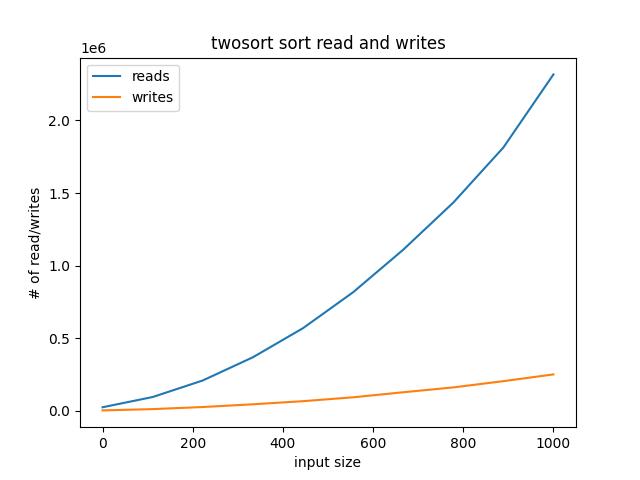 twosort sort read and writes
1e6
reads
writes
2.0
1.5
1.0
0.5
0.0
# of read/writes
0 200 400 600 800 1000
input size